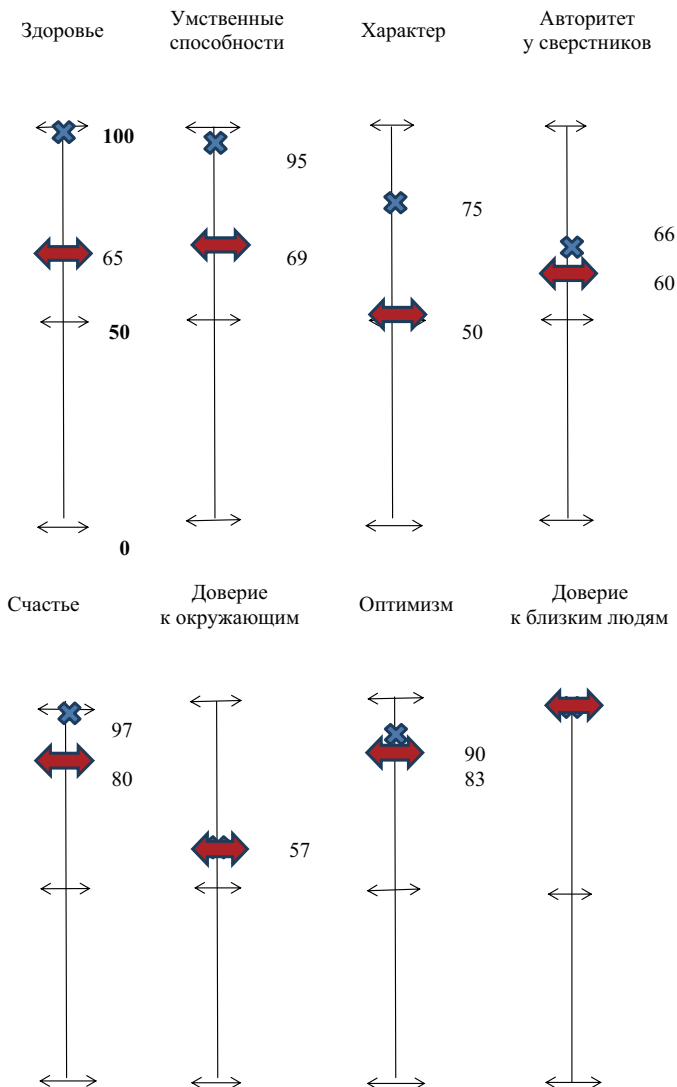 Здоровье
Умственные
способности
Характер
Авторитет
у сверстников
100
95
75
66
65
69
60
50
50
0
Счастье
Доверие
к окружающим
Оптимизм
Доверие
к близким людям
97
90
80
83
57